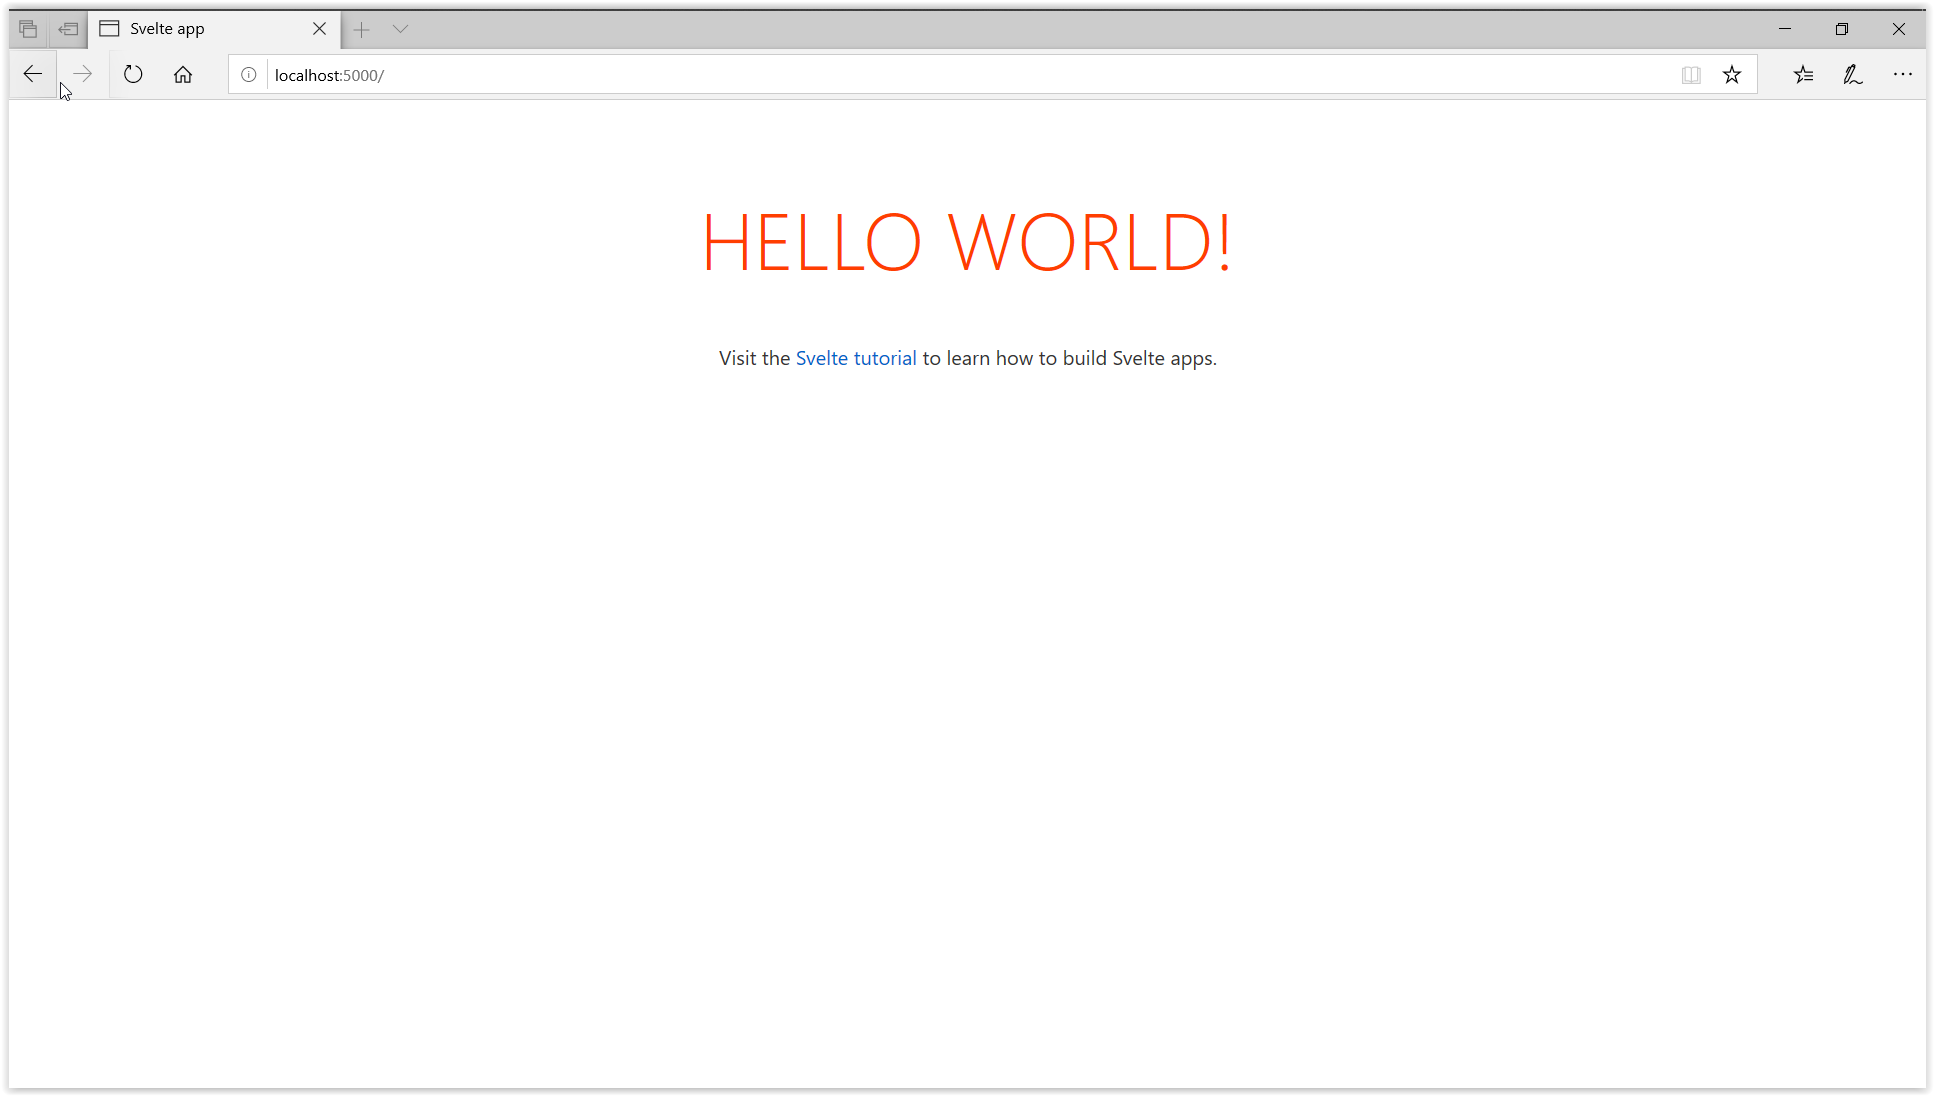 Svelte app
localhost:5000/
HELLO WORLD!
Visit the Svelte tutorial to learn how to build Svelte apps.